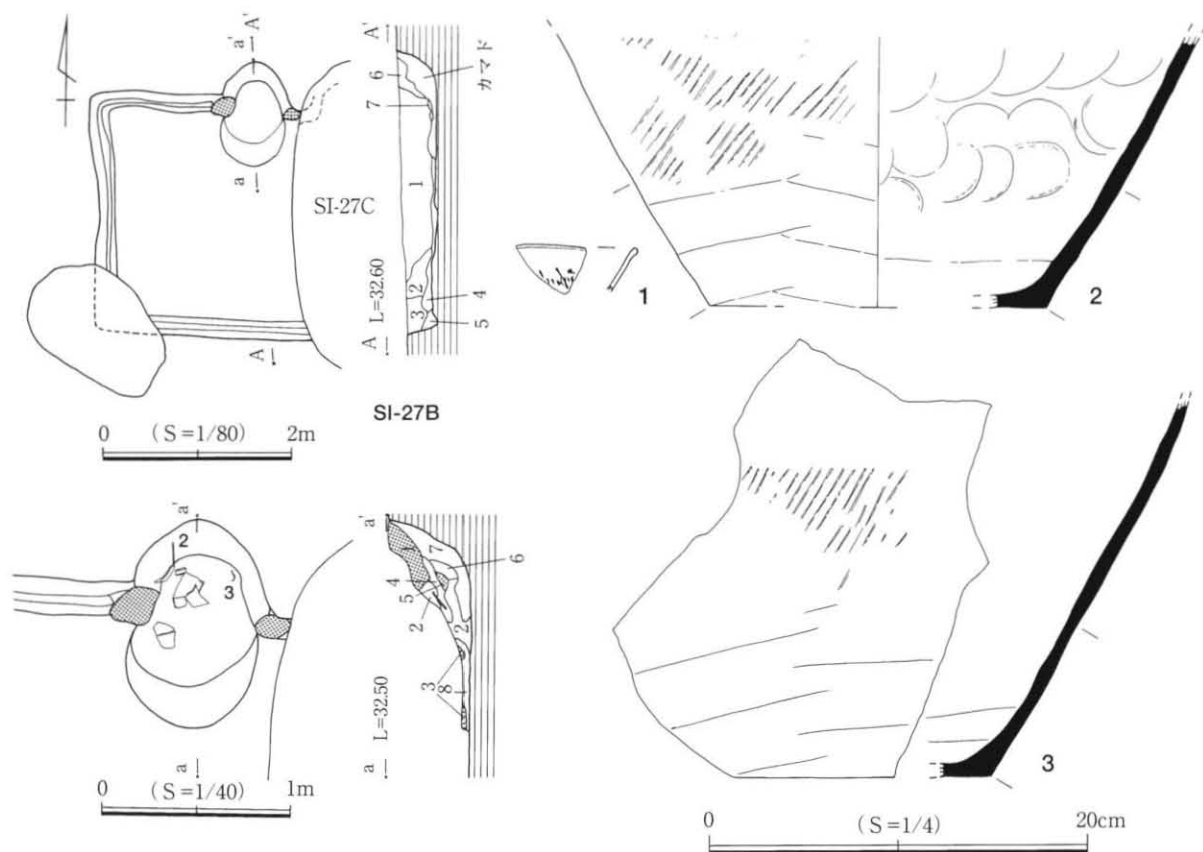 a' A'
a
SI-27C
A
A'
カマド
6
7
1
2
4
3
5
A L=32.60
SI-27B
0 (S=1/80) 2m
a'
2
3
a
0 (S=1/40) 1m
a'
1
7
6
4
5
2
2
3
8
a L=32.50
1
2
3
0 (S=1/4) 20cm